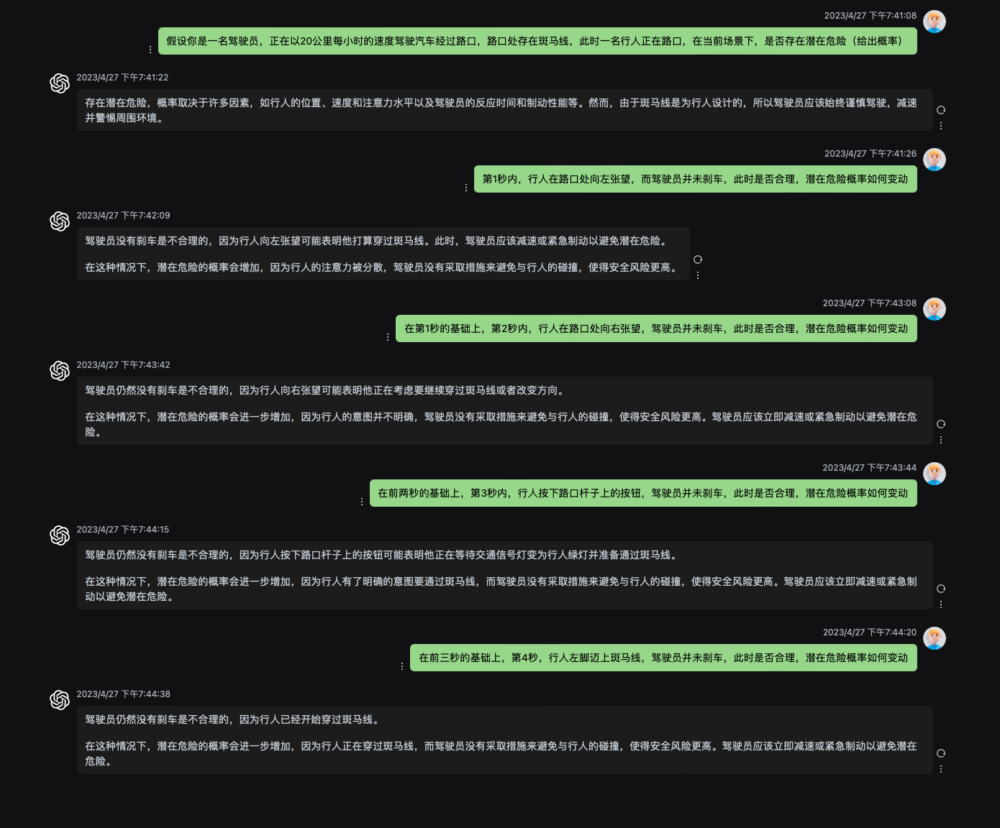 2023/4/27 下午7:41:08
假设你是一名驾驶员，正在以20公里每小时的速度驾驶汽车经过路口，路口处存在斑马线，此时一名行人正在路口，在当前场景下，是否存在潜在危险（给出概率）
2023/4/27 下午7:41:22
存在潜在危险，概率取决于许多因素，如行人的位置、速度和注意力水平以及驾驶员的反应时间和制动性能等。然而，由于斑马线是为行人设计的，所以驾驶员应该始终谨慎驾驶，减速
并警惕周围环境。
2023/4/27 下午7:41:26
第1秒内，行人在路口处向左张望，而驾驶员并未刹车，此时是否合理，潜在危险概率如何变动
2023/4/27 下午7:42:09
驾驶员没有刹车是不合理的，因为行人向左张望可能表明他打算穿过斑马线。此时，驾驶员应该减速或紧急制动以避免潜在危险。
在这种情况下，潜在危险的概率会增加，因为行人的注意力被分散，驾驶员没有采取措施来避免与行人的碰撞，使得安全风险更高。
2023/4/27 下午7:43:08
在第1秒的基础上，第2秒内，行人在路口处向右张望，驾驶员并未刹车，此时是否合理，潜在危险概率如何变动
2023/4/27 下午7:43:42
驾驶员仍然没有刹车是不合理的，因为行人向右张望可能表明他正在考虑要继续穿过斑马线或者改变方向。
在这种情况下，潜在危险的概率会进一步增加，因为行人的意图并不明确，驾驶员没有采取措施来避免与行人的碰撞，使得安全风险更高。驾驶员应该立即减速或紧急制动以避免潜在危
险。
2023/4/27 下午7:43:44
在前两秒的基础上，第3秒内，行人按下路口杆子上的按钮，驾驶员并未刹车，此时是否合理，潜在危险概率如何变动
2023/4/27 下午7:44:15
驾驶员仍然没有刹车是不合理的，因为行人按下路口杆子上的按钮可能表明他正在等待交通信号灯变为行人绿灯并准备通过斑马线。
在这种情况下，潜在危险的概率会进一步增加，因为行人有了明确的意图要通过斑马线，而驾驶员没有采取措施来避免与行人的碰撞，使得安全风险更高。驾驶员应该立即减速或紧急制
动以避免潜在危险。
2023/4/27 下午7:44:20
在前三秒的基础上，第4秒，行人左脚迈上斑马线，驾驶员并未刹车，此时是否合理，潜在危险概率如何变动
2023/4/27 下午7:44:38
驾驶员仍然没有刹车是不合理的，因为行人已经开始穿过斑马线。
在这种情况下，潜在危险的概率会进一步增加，因为行人正在穿过斑马线，而驾驶员没有采取措施来避免与行人的碰撞，使得安全风险更高。驾驶员应该立即减速或紧急制动以避免潜在
危险。